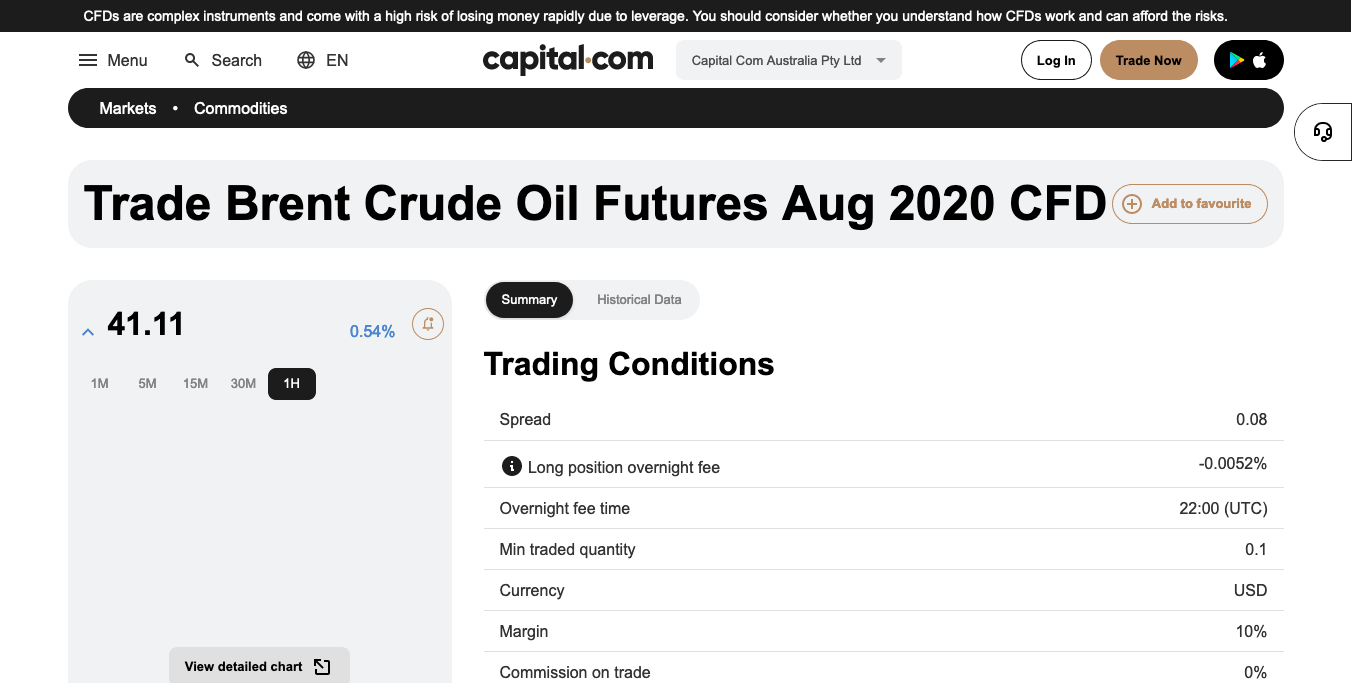 CFDs are complex instruments and come with a high risk of losing money rapidly due to leverage. You should consider whether you understand how CFDs work and can afford the risks.
Menu Search EN capital.com Capital Com Australia Pty Ltd Log In Trade Now
Markets • Commodities
Trade Brent Crude Oil Futures Aug 2020 CFD Add to favourite
41.11 0.54%
1M 5M 15M 30M 1H
View detailed chart
Summary Historical Data
Trading Conditions
Spread 0.08
Long position overnight fee -0.0052%
Overnight fee time 22:00 (UTC)
Min traded quantity 0.1
Currency USD
Margin 10%
Commission on trade 0%